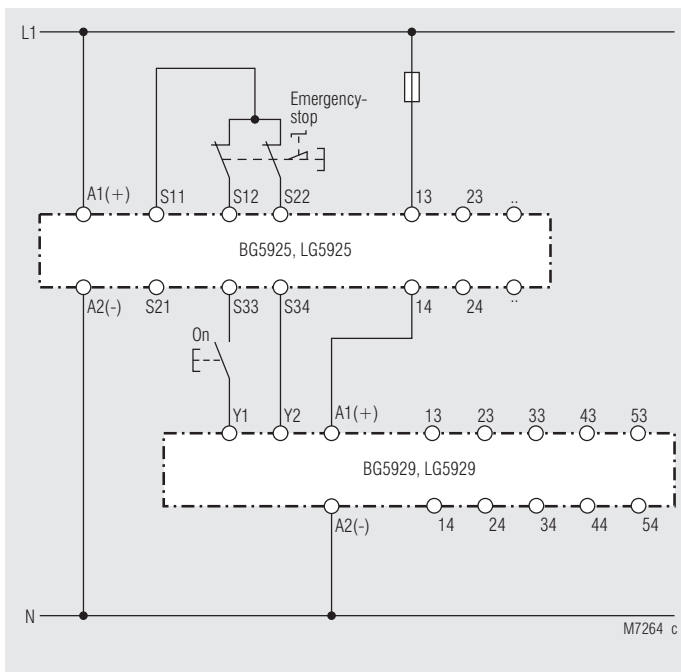 L1
Emergency-
stop
A1(+) S11 S12 S22 13 23 ..
BG5925, LG5925
A2(-) S21 S33 S34 14 24 ..
On
Y1 Y2 A1(+) 13 23 33 43 53
BG5929, LG5929
A2(-) 14 24 34 44 54
N
M7264 c